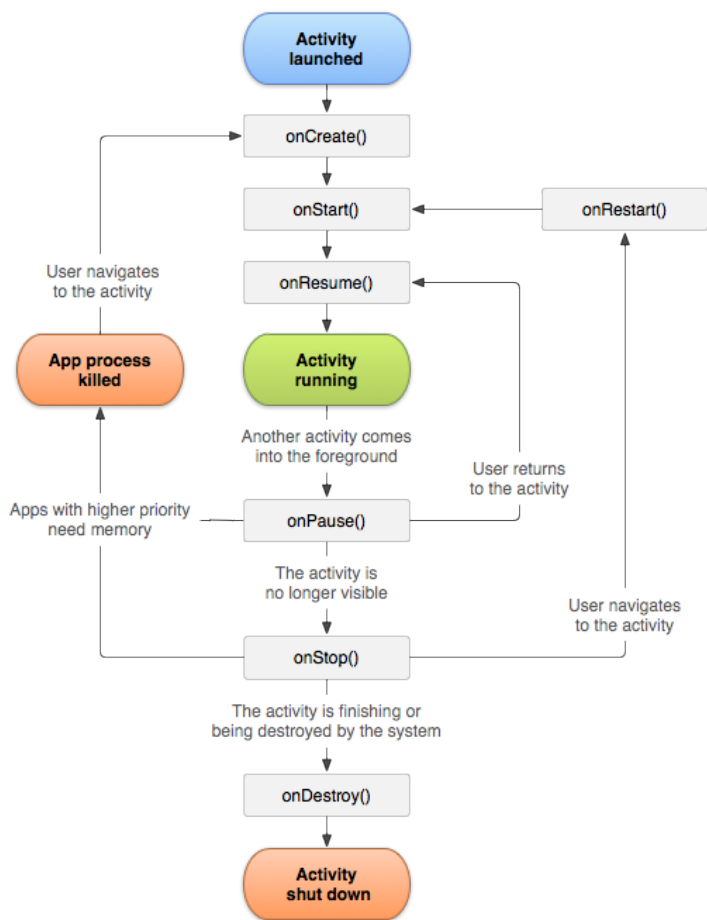 Activity
launched
onCreate()
onStart()
onRestart()
User navigates
to the activity
onResume()
App process
killed
Activity
running
Another activity comes
into the foreground
User returns
to the activity
Apps with higher priority
need memory
onPause()
The activity is
no longer visible
User navigates
to the activity
onStop()
The activity is finishing or
being destroyed by the system
onDestroy()
Activity
shut down